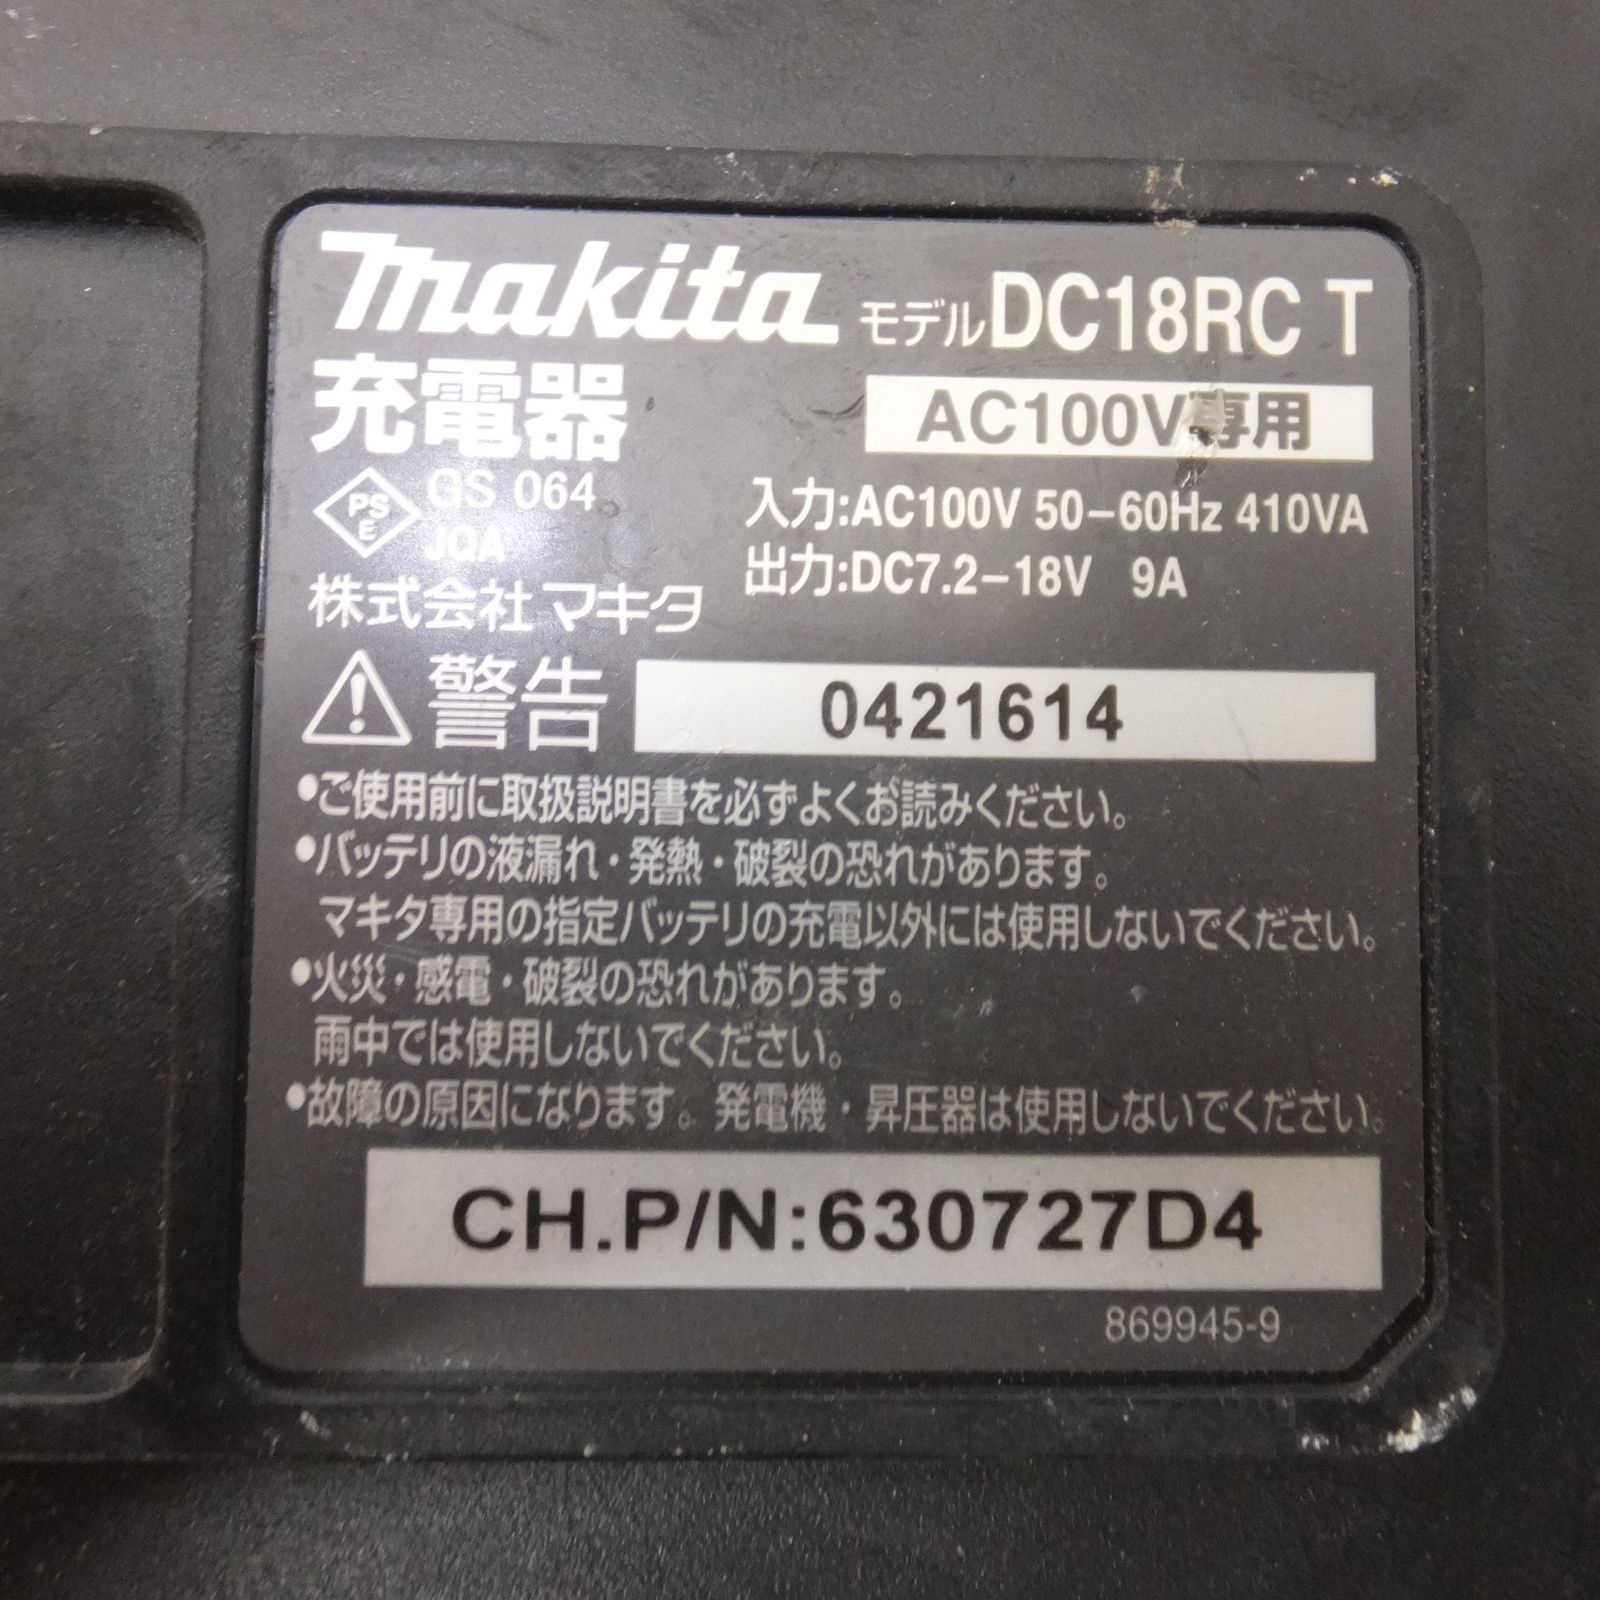 makita モデル DC18RC T
充電器
AC100V専用
PSE GS 064
JQA
入力:AC100V 50-60Hz 410VA
出力:DC7.2-18V 9A
株式会社マキタ
警告 0421614
•ご使用前に取扱説明書を必ずよくお読みください。
•バッテリの液漏れ・発熱・破裂の恐れがあります。
マキタ専用の指定バッテリの充電以外には使用しないでください。
•火災・感電・破裂の恐れがあります。
雨中では使用しないでください。
•故障の原因になります。発電機・昇圧器は使用しないでください。
CH.P/N:630727D4
869945-9